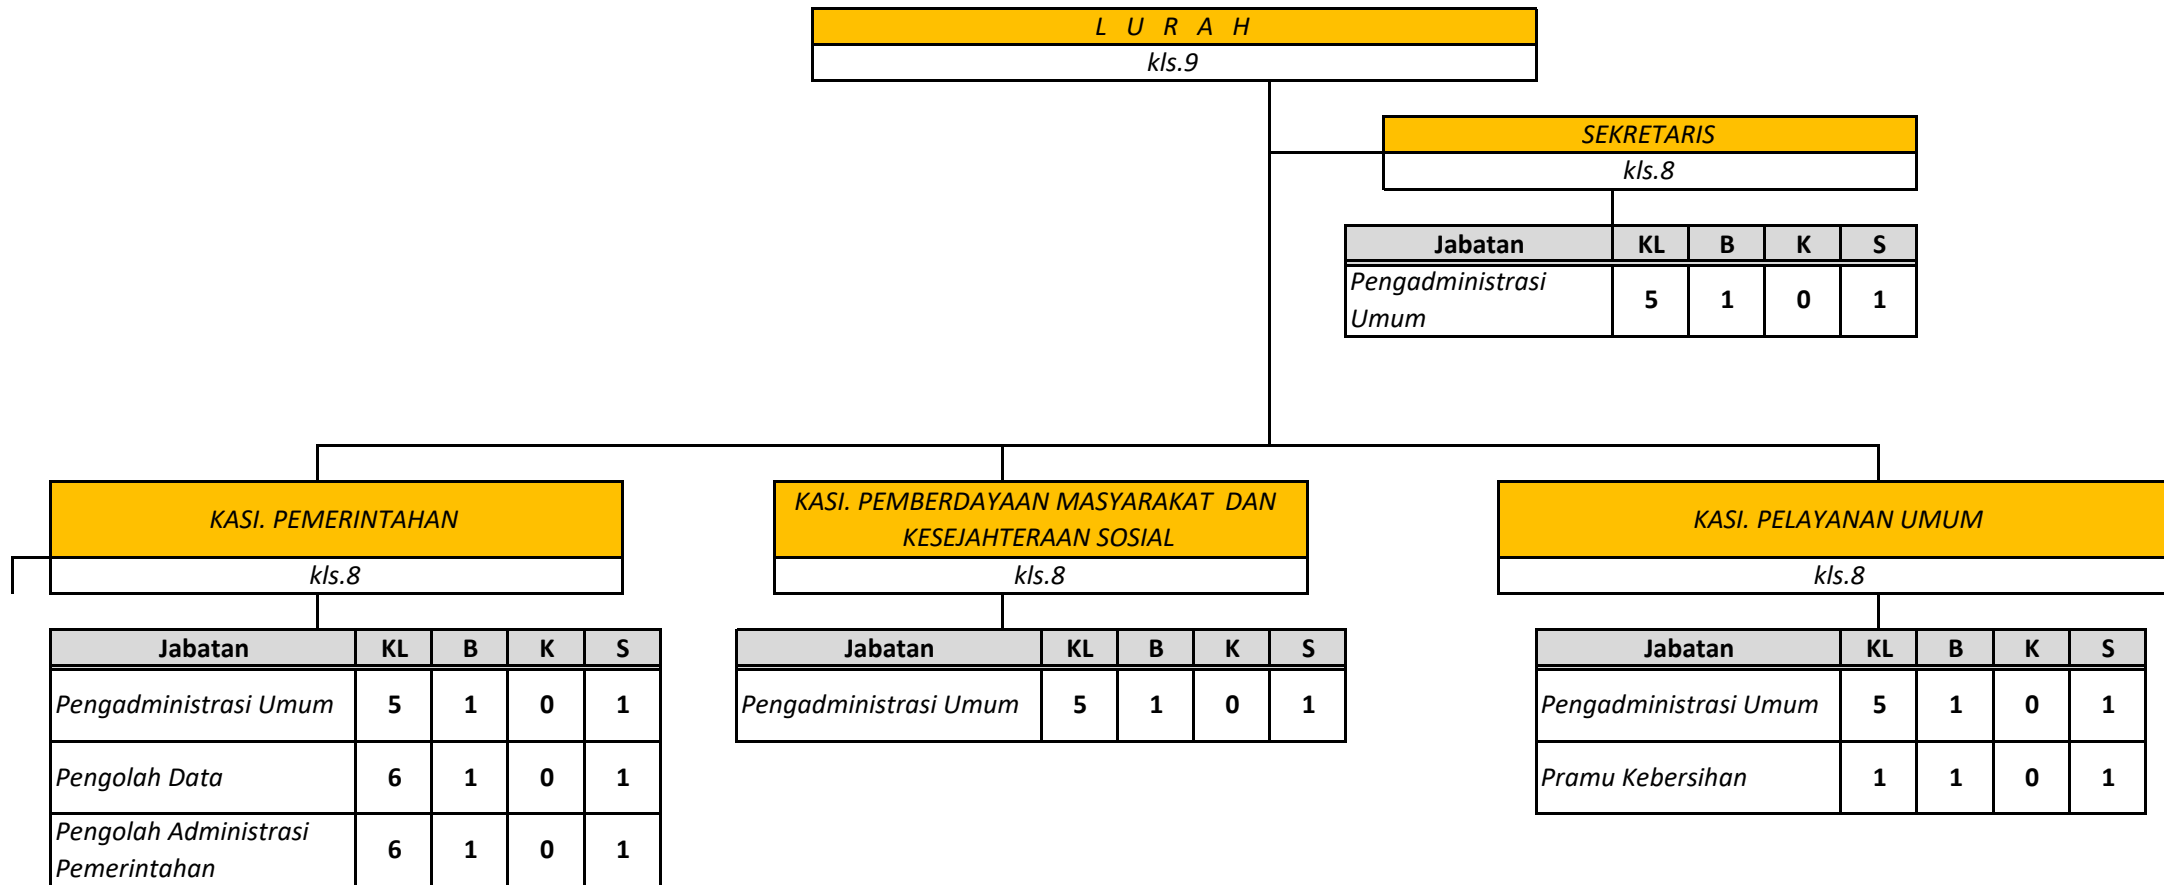 L U R A H
kls.9
SEKRETARIS
kls.8
Jabatan KL B K S
Pengadministrasi
Umum 5 1 0 1
KASI. PEMERINTAHAN
kls.8
Jabatan KL B K S
Pengadministrasi Umum 5 1 0 1
Pengolah Data 6 1 0 1
Pengolah Administrasi
Pemerintahan 6 1 0 1
KASI. PEMBERDAYAAN MASYARAKAT DAN
KESEJAHTERAAN SOSIAL
kls.8
Jabatan KL B K S
Pengadministrasi Umum 5 1 0 1
KASI. PELAYANAN UMUM
kls.8
Jabatan KL B K S
Pengadministrasi Umum 5 1 0 1
Pramu Kebersihan 1 1 0 1